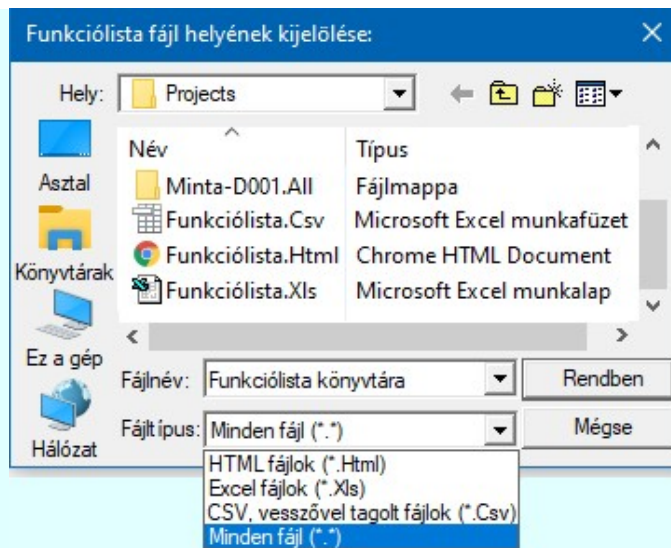 Funkciólista fájl helyének kijelölése:
Hely: Projects
Név Típus
Minta-D001.All Fájlmappa
Funkciólista.Csv Microsoft Excel munkafüzet
Funkciólista.Html Chrome HTML Document
Funkciólista.Xls Microsoft Excel munkalap
Asztal
Könyvtárak
Ez a gép
Hálózat
Fájlnév: Funkciólista könyvtára Rendben
Fájltípus: Minden fájl (*.*) Mégse
HTML fájlok (*.Html)
Excel fájlok (*.Xls)
CSV, vesszővel tagolt fájlok (*.Csv)
Minden fájl (*.*)